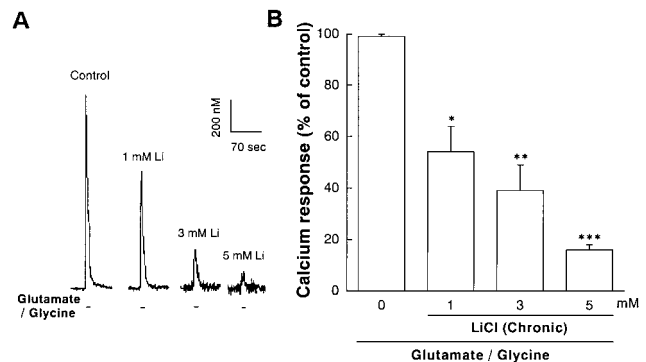 A
Control
200 nM
70 sec
1 mM Li
3 mM Li
5 mM Li
Glutamate
/ Glycine
B
Calcium response (% of control)
100
80
60
40
20
0
*
**
***
0 1 3 5 mM
LiCl (Chronic)
Glutamate / Glycine